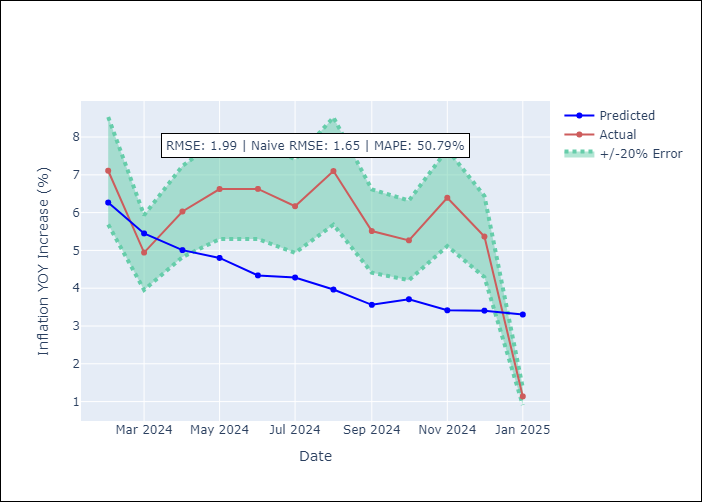 RMSE: 1.99 | Naive RMSE: 1.65 | MAPE: 50.79%
Predicted
Actual
+/-20% Error
Inflation YOY Increase (%)
8
7
6
5
4
3
2
1
Mar 2024
May 2024
Jul 2024
Sep 2024
Nov 2024
Jan 2025
Date